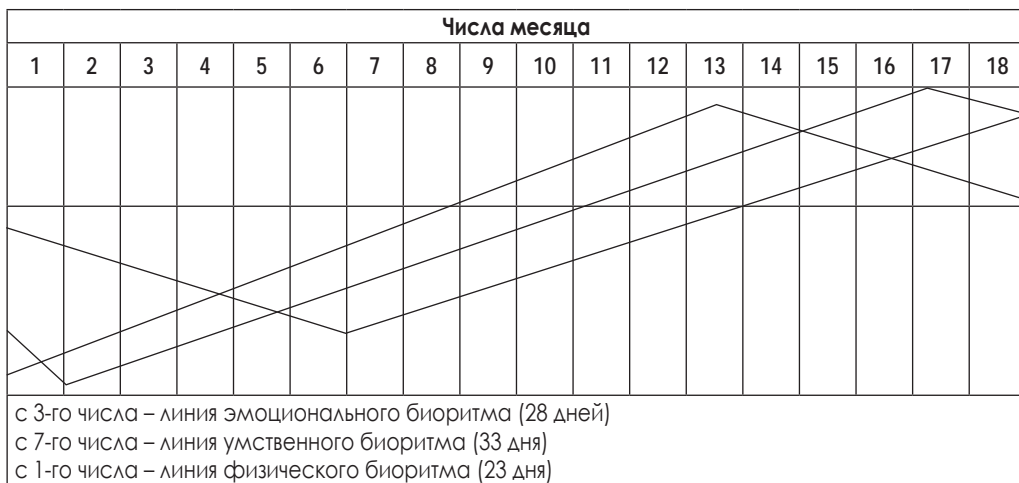 Числа месяца
1 2 3 4 5 6 7 8 9 10 11 12 13 14 15 16 17 18
с 3-го числа – линия эмоционального биоритма (28 дней)
с 7-го числа – линия умственного биоритма (33 дня)
с 1-го числа – линия физического биоритма (23 дня)